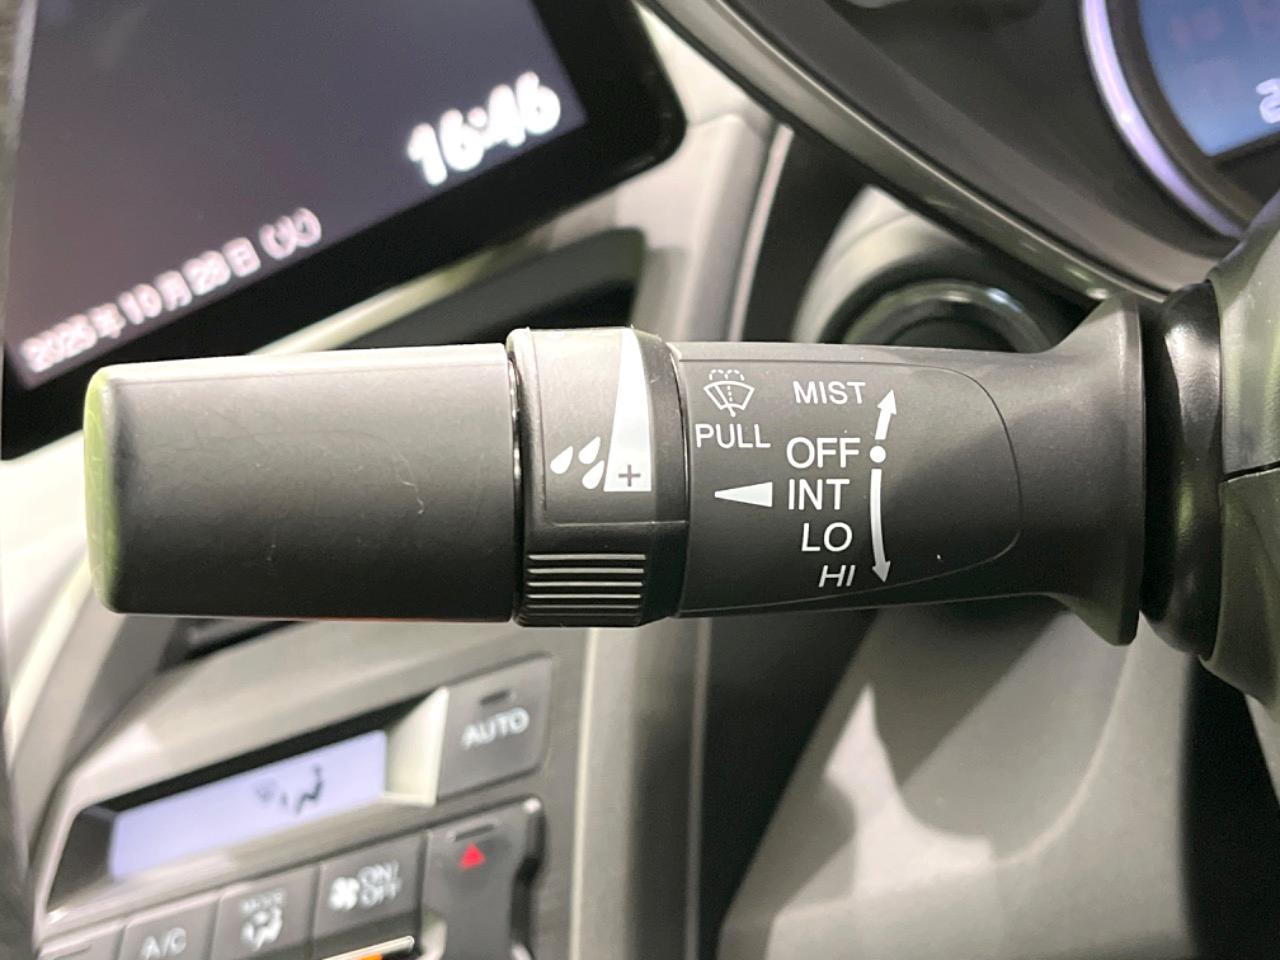 16:46
2025年10月28日 (火)
MIST
PULL
OFF
INT
LO
HI
+
AUTO
ON/
OFF
MODE
A/C